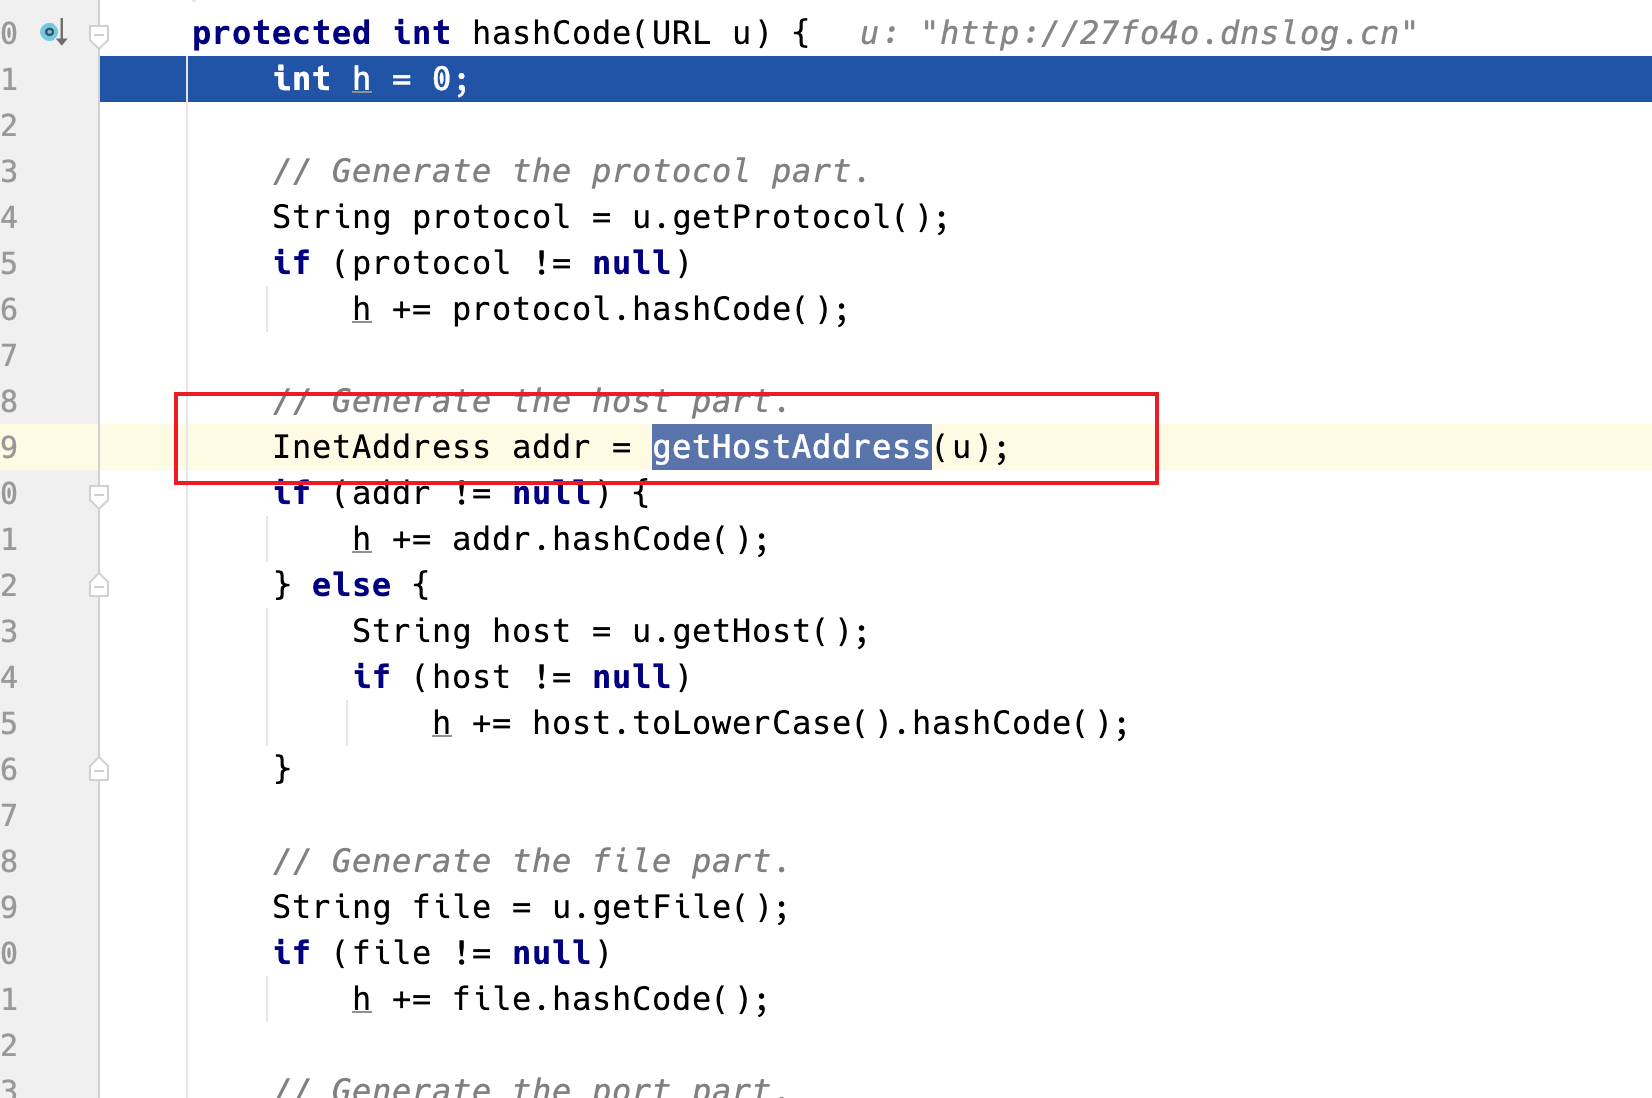 0 protected int hashCode(URL u) {   u: "http://27fo4o.dnslog.cn"
1 int h = 0;
2
3 // Generate the protocol part.
4 String protocol = u.getProtocol();
5 if (protocol != null)
6 h += protocol.hashCode();
7
8 // Generate the host part.
9 InetAddress addr = getHostAddress(u);
0 if (addr != null) {
1 h += addr.hashCode();
2 } else {
3 String host = u.getHost();
4 if (host != null)
5 h += host.toLowerCase().hashCode();
6 }
7
8 // Generate the file part.
9 String file = u.getFile();
0 if (file != null)
1 h += file.hashCode();
2
3 // Generate the port part.